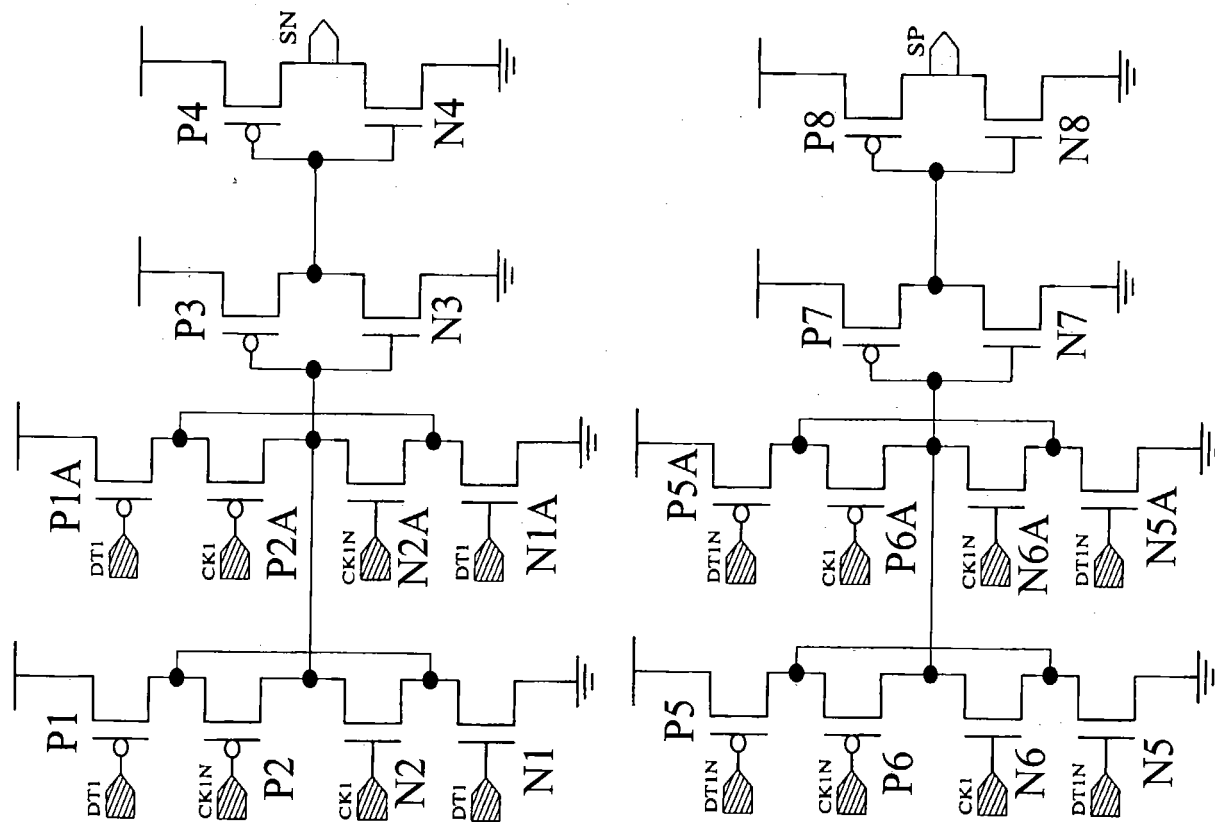 P1
DT1
CK1N
P2
CK1
N2
DT1
N1
P1A
DT1
CK1
P2A
CK1N
N2A
DT1
N1A
P3
N3
P4
SN
N4
P5
DT1N
CK1N
P6
CK1
N6
DT1N
N5
P5A
DT1N
CK1
P6A
CK1N
N6A
DT1N
N5A
P7
N7
P8
SP
N8